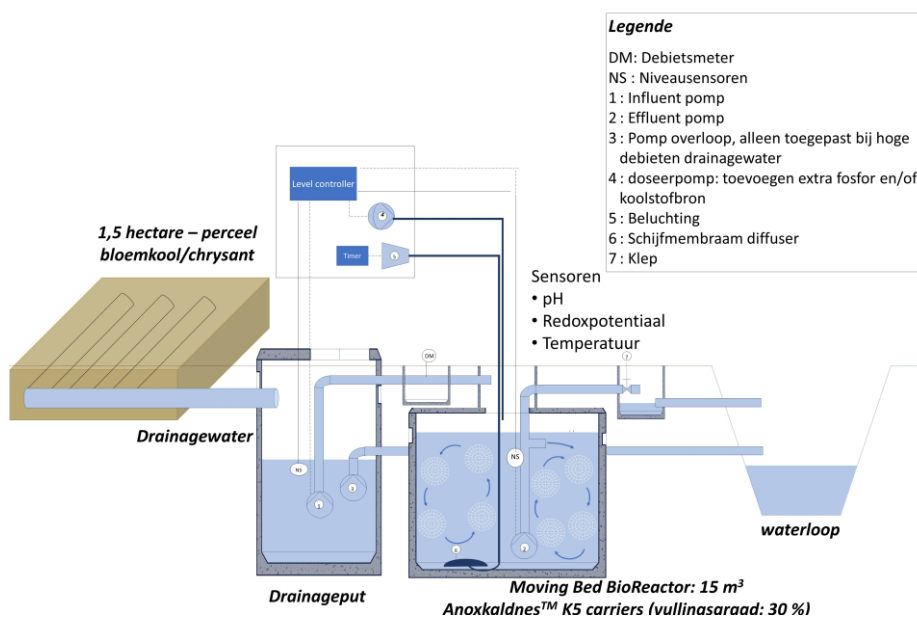 Legende
DM: Debietsmeter
NS : Niveausensoren
1 : Influent pomp
2 : Effluent pomp
3 : Pomp overloop, alleen toegepast bij hoge
debieten drainagewater
4 : doseerpomp: toevoegen extra fosfor en/of
koolstofbron
5 : Beluchting
6 : Schijfmembraam diffuser
7 : Klep
Level controller
4
Timer
5
1,5 hectare – perceel
bloemkool/chrysant
Sensoren
• pH
• Redoxpotentiaal
• Temperatuur
DM
7
Drainagewater
NS
NS
1
3
2
6
waterloop
Drainageput
Moving Bed BioReactor: 15 m³
Anoxkaldnes™ K5 carriers (vullingsgraad: 30 %)